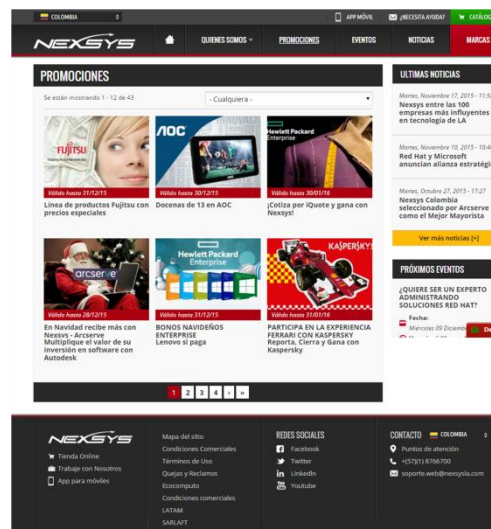 COLOMBIA
APP MÓVIL
¿NECESITA AYUDA?
CATÁLOG
NEXSYS
QUIENES SOMOS
PROMOCIONES
EVENTOS
NOTICIAS
MARCAS
PROMOCIONES
Se están mostrando 1 - 12 de 43
- Cualquiera -
FUJITSU
Válido hasta 31/12/15
Línea de productos Fujitsu con
precios especiales
AOC
Válido hasta 30/12/15
Docenas de 13 en AOC
Hewlett Packard
Enterprise
Válido hasta 30/01/16
¡Cotiza por iQuote y gana con
Nexsys!
arcserve
Válido hasta 28/12/15
En Navidad recibe más con
Nexsys - Arcserve
Multiplique el valor de su
inversión en software con
Autodesk
Hewlett Packard
Enterprise
Válido hasta 31/12/15
BONOS NAVIDEÑOS
ENTERPRISE
Lenovo si paga
KASPERSKY
Válido hasta 31/01/16
PARTICIPA EN LA EXPERIENCIA
FERRARI CON KASPERSKY
Reporta, Cierra y Gana con
Kaspersky
1 2 3 4 › »
ULTIMAS NOTICIAS
Martes, Noviembre 17, 2015 - 11:5
Nexsys entre las 100
empresas más influyentes
en tecnología de LA
Martes, Noviembre 10, 2015 - 10:4
Red Hat y Microsoft
anuncian alianza estratégi
Martes, Octubre 27, 2015 - 17:27
Nexsys Colombia
seleccionado por Arcserve
como el Mejor Mayorista
Ver más noticias [+]
PRÓXIMOS EVENTOS
¿QUIERE SER UN EXPERTO
ADMINISTRANDO
SOLUCIONES RED HAT?
Fecha:
Miércoles 09 Diciemb
De
NEXSYS
Tienda Online
Trabaje con Nosotros
App para móviles
Mapa del sitio
Condiciones Comerciales
Términos de Uso
Quejas y Reclamos
Ecocomputo
Condiciones comerciales
LATAM
SARLAFT
REDES SOCIALES
Facebook
Twitter
LinkedIn
Youtube
CONTACTO
COLOMBIA
Puntos de atención
+(57)(1) 8766700
soporte.web@nexsysla.com